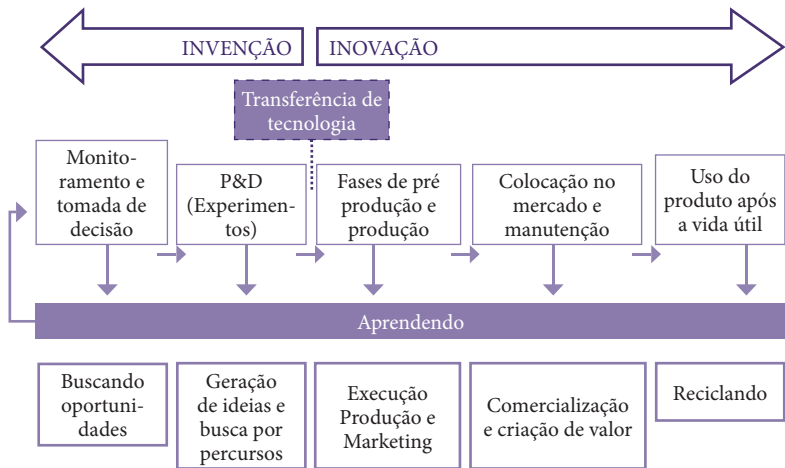 INVENÇÃO
INOVAÇÃO
Transferência de
tecnologia
Monito-
ramento e
tomada de
decisão
P&D
(Experimen-
tos)
Fases de pré
produção e
produção
Colocação no
mercado e
manutenção
Uso do
produto após
a vida útil
Aprendendo
Buscando
oportuni-
dades
Geração
de ideias e
busca por
percursos
Execução
Produção e
Marketing
Comercialização
e criação de valor
Reciclando